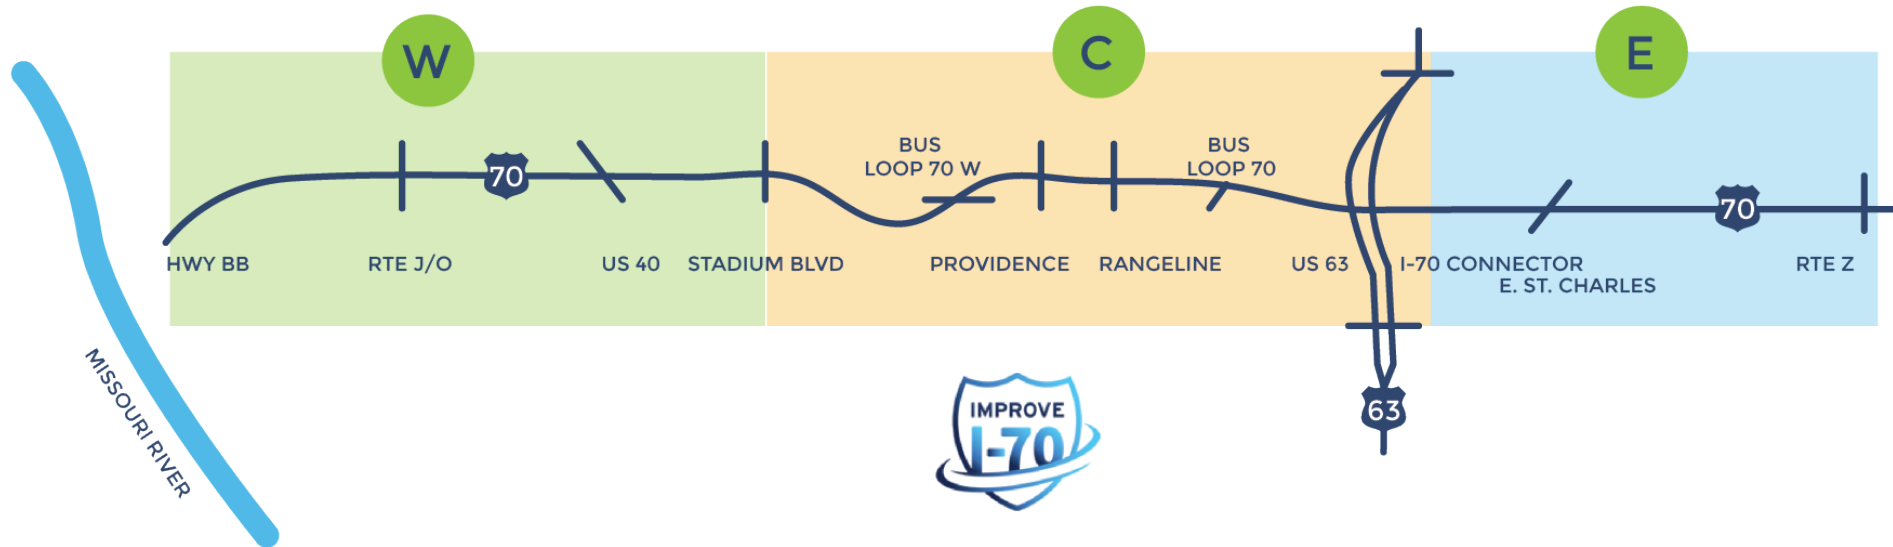 W
C
E
BUS
LOOP 70 W
BUS
LOOP 70
70
70
HWY BB
RTE J/O
US 40
STADIUM BLVD
PROVIDENCE
RANGELINE
US 63
I-70 CONNECTOR
E. ST. CHARLES
RTE Z
MISSOURI RIVER
IMPROVE
I-70
63